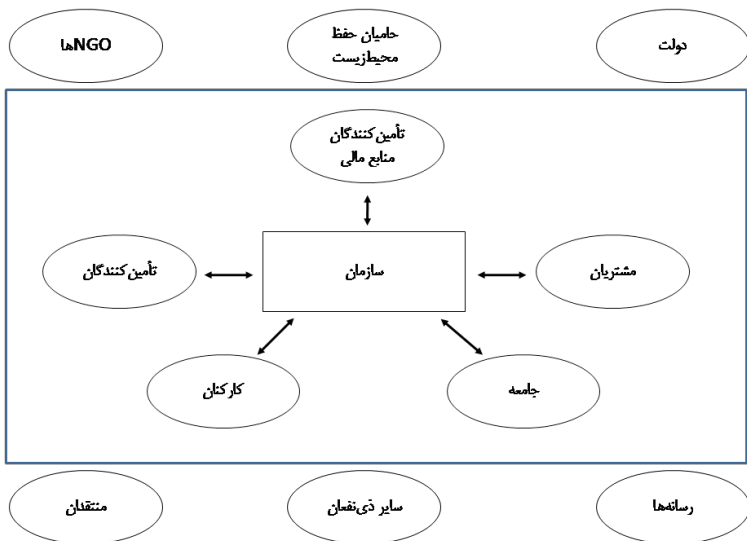 دولت
حامیان حفظ
محیط‌زیست
NGOها
تأمین‌کنندگان
منابع مالی
مشتریان
سازمان
تأمین‌کنندگان
جامعه
کارکنان
رسانه‌ها
سایر ذی‌نفعان
منتقدان